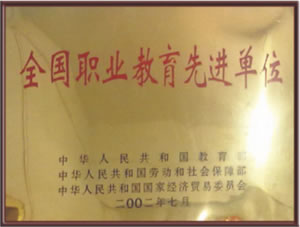 全国职业教育先进单位
中华人民共和国教育部
中华人民共和国劳动和社会保障部
中华人民共和国国家经济贸易委员会
二〇〇二年七月